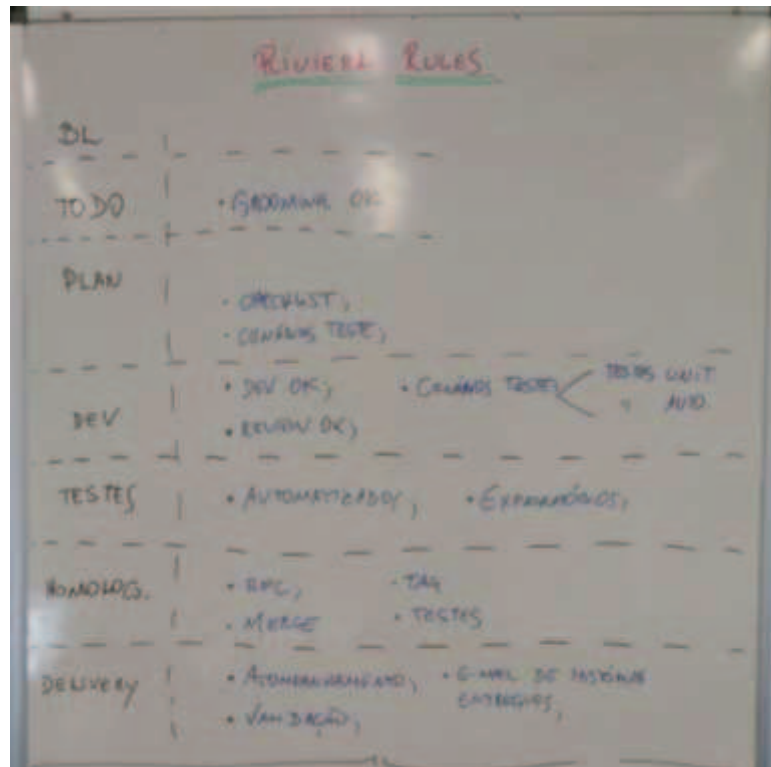 RIVIERA RULES
BL
TODO • GROOMING OK
PLAN
• CHECKLIST;
• CENÁRIOS TESTE;
DEV • DEV OK; • CENÁRIOS TESTE TESTES UNIT
• REVIEW OK; " AUTO.
TESTES • AUTOMATIZADOS; • EXPLORATÓRIOS;
HOMOLOG. • TAG
• MERGE • TESTES
DELIVERY • ACOMPANHAMENTO; • E-MAIL DE HISTÓRIAS
• VALIDAÇÃO; ENTREGUES;